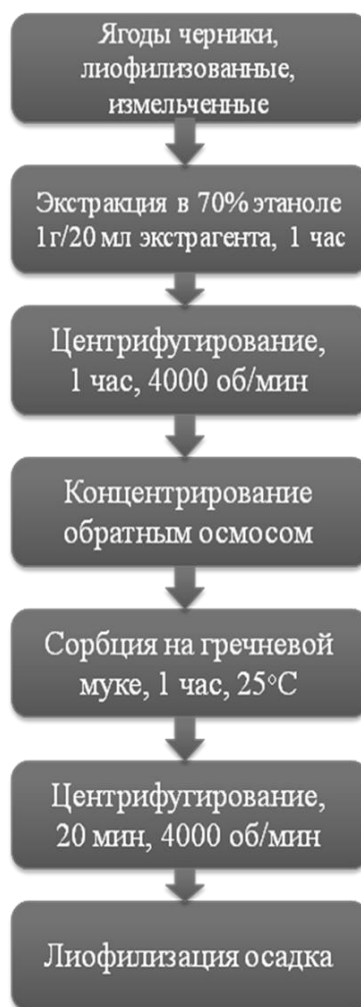 Ягоды черники,
лиофилизованные,
измельченные
Экстракция в 70% этаноле
1г/20 мл экстрагента, 1 час
Центрифугирование,
1 час, 4000 об/мин
Концентрирование
обратным осмосом
Сорбция на гречневой
муке, 1 час, 25°C
Центрифугирование,
20 мин, 4000 об/мин
Лиофилизация осадка